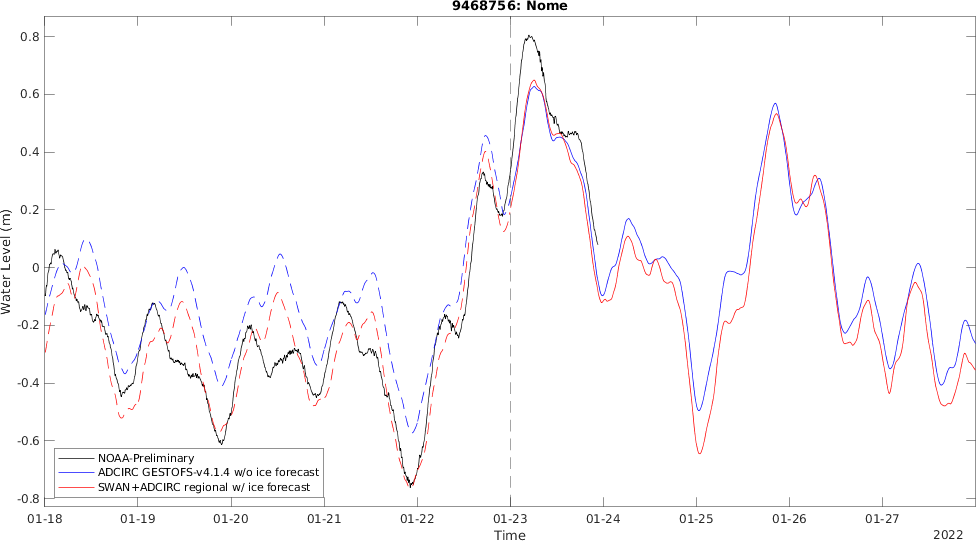 9468756: Nome
Water Level (m)
0.8
0.6
0.4
0.2
0
-0.2
-0.4
-0.6
-0.8
NOAA-Preliminary
ADCIRC GESTOFS-v4.1.4 w/o ice forecast
SWAN+ADCIRC regional w/ ice forecast
01-18 01-19 01-20 01-21 01-22 01-23 01-24 01-25 01-26 01-27
Time
2022